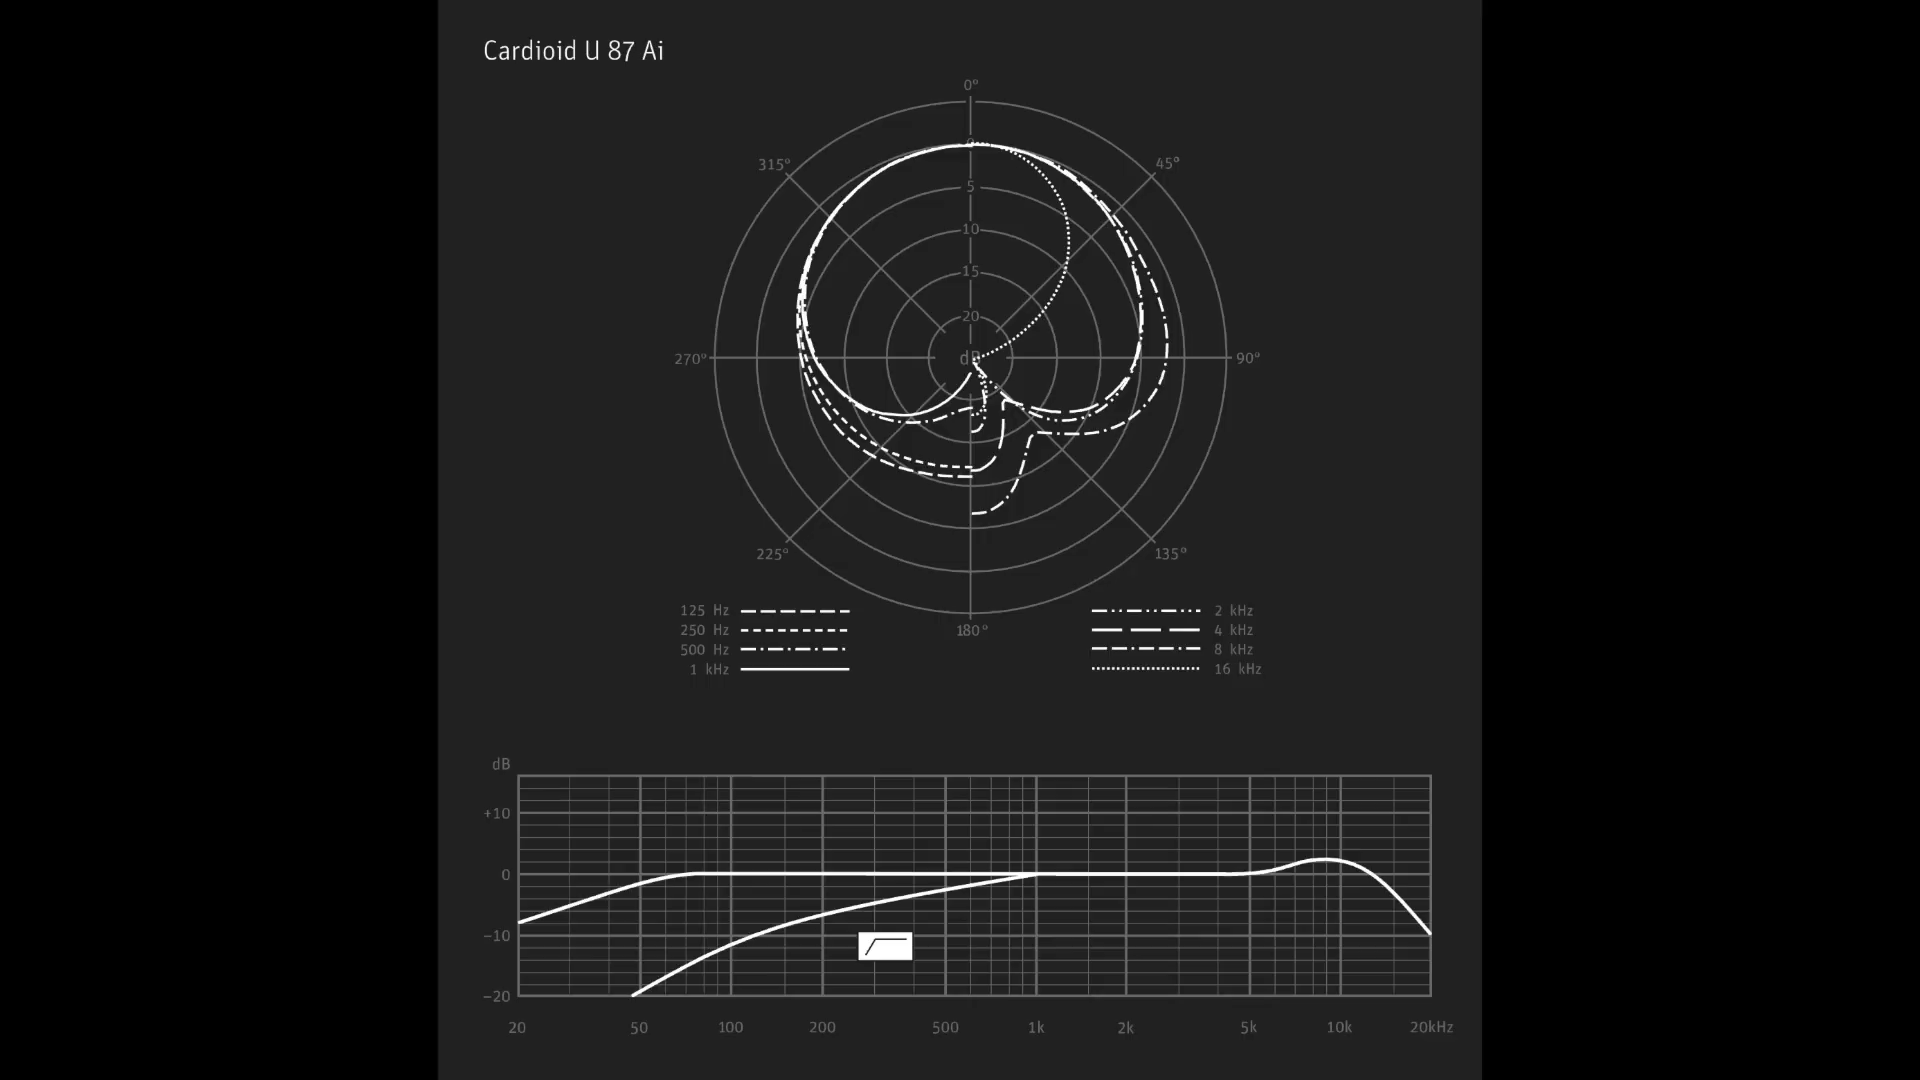 Cardioid U 87 Ai
0°
315°
45°
0
5
10
15
20
270°
dB
90°
225°
135°
180°
125 Hz
250 Hz
500 Hz
1 kHz
2 kHz
4 kHz
8 kHz
16 kHz
dB
+10
0
−10
−20
20 50 100 200 500 1k 2k 5k 10k 20kHz